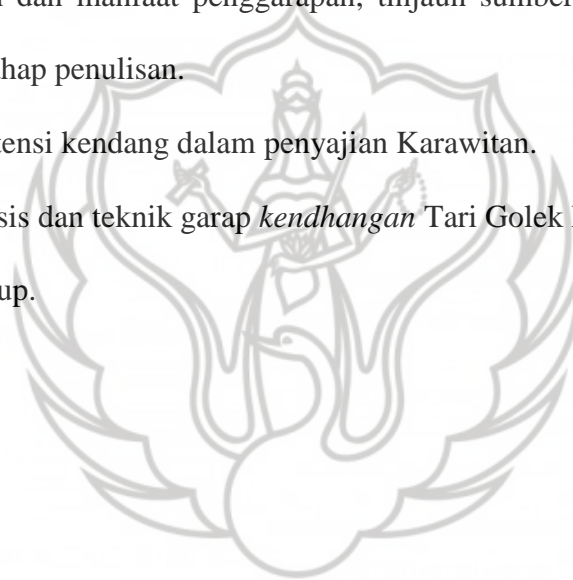 dan manfaat penggarapan, tinjaun sumber
hap penulisan.
tensi kendang dalam penyajian Karawitan.
sis dan teknik garap kendhangan Tari Golek
up.